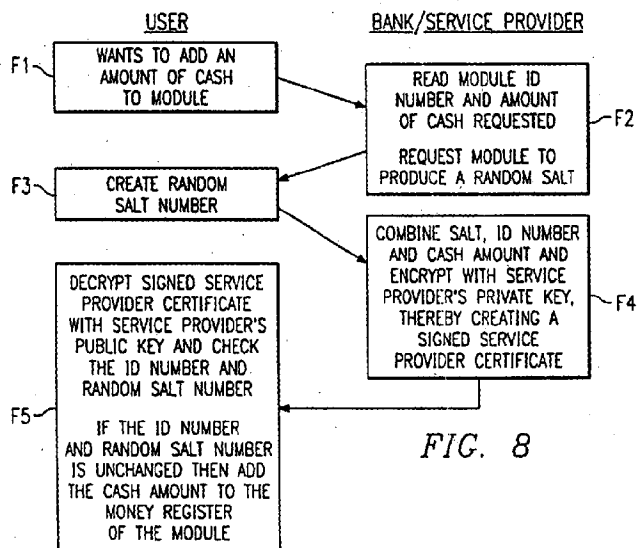 USER
BANK/SERVICE PROVIDER
F1
WANTS TO ADD AN
AMOUNT OF CASH
TO MODULE
READ MODULE ID
NUMBER AND AMOUNT
OF CASH REQUESTED
REQUEST MODULE TO
PRODUCE A RANDOM SALT
F2
F3
CREATE RANDOM
SALT NUMBER
COMBINE SALT, ID NUMBER
AND CASH AMOUNT AND
ENCRYPT WITH SERVICE
PROVIDER'S PRIVATE KEY,
THEREBY CREATING A
SIGNED SERVICE
PROVIDER CERTIFICATE
F4
F5
DECRYPT SIGNED SERVICE
PROVIDER CERTIFICATE
WITH SERVICE PROVIDER'S
PUBLIC KEY AND CHECK
THE ID NUMBER AND
RANDOM SALT NUMBER
IF THE ID NUMBER
AND RANDOM SALT NUMBER
IS UNCHANGED THEN ADD
THE CASH AMOUNT TO THE
MONEY REGISTER
OF THE MODULE
FIG. 8